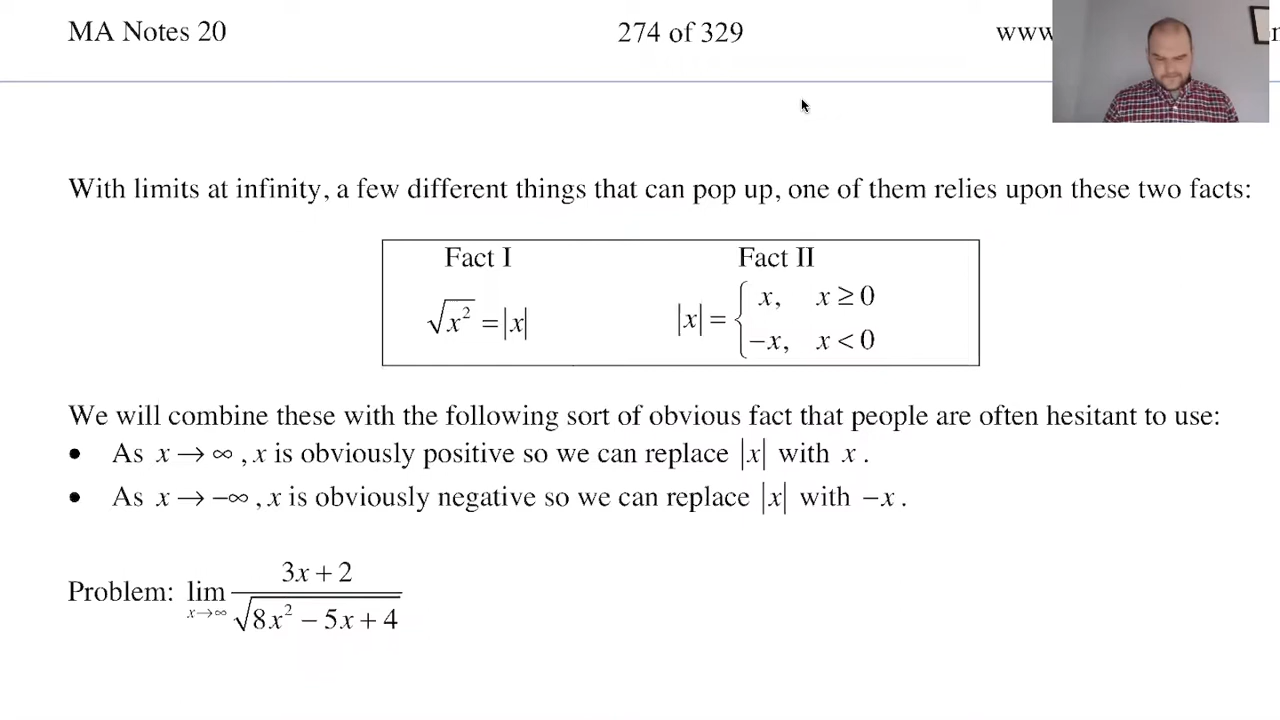 MA Notes 20 274 of 329 www
With limits at infinity, a few different things that can pop up, one of them relies upon these two facts:
Fact I Fact II
√x² = |x| |x| = { x, x ≥ 0
−x, x < 0
We will combine these with the following sort of obvious fact that people are often hesitant to use:
• As x → ∞, x is obviously positive so we can replace |x| with x.
• As x → −∞, x is obviously negative so we can replace |x| with −x.
Problem: lim x→∞ (3x + 2) / √(8x² − 5x + 4)